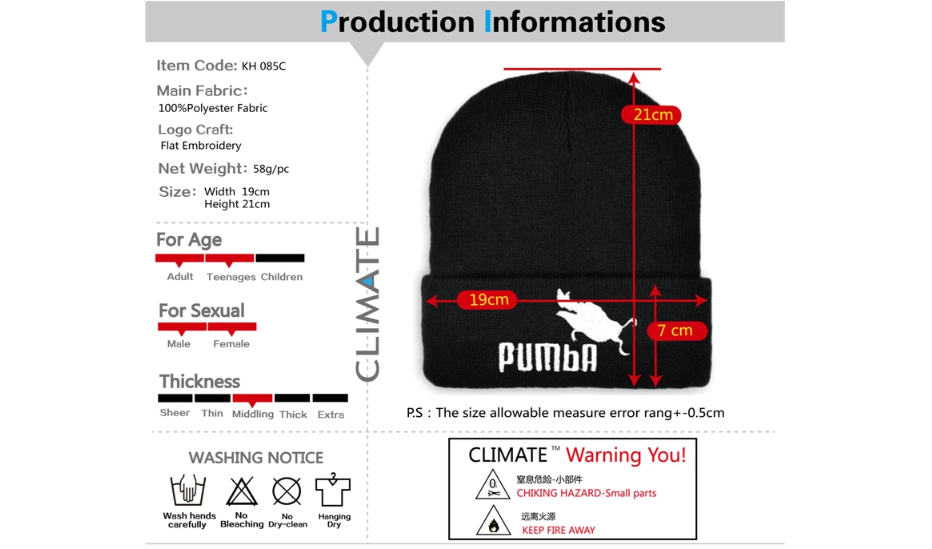 Production Informations
Item Code: KH 085C
Main Fabric:
100%Polyester Fabric
Logo Craft:
Flat Embroidery
Net Weight: 58g/pc
Size: Width 19cm
Height 21cm
For Age
Adult Teenages Children
For Sexual
Male Female
Thickness
Sheer Thin Middling Thick Extra
CLIMATE
21cm
19cm
7 cm
PUMbA
P.S : The size allowable measure error rang+-0.5cm
WASHING NOTICE
Wash hands carefully
No Bleaching
No Dry-clean
Hanging Dry
CLIMATE™ Warning You!
窒息危险-小部件
CHIKING HAZARD-Small parts
远离火源
KEEP FIRE AWAY